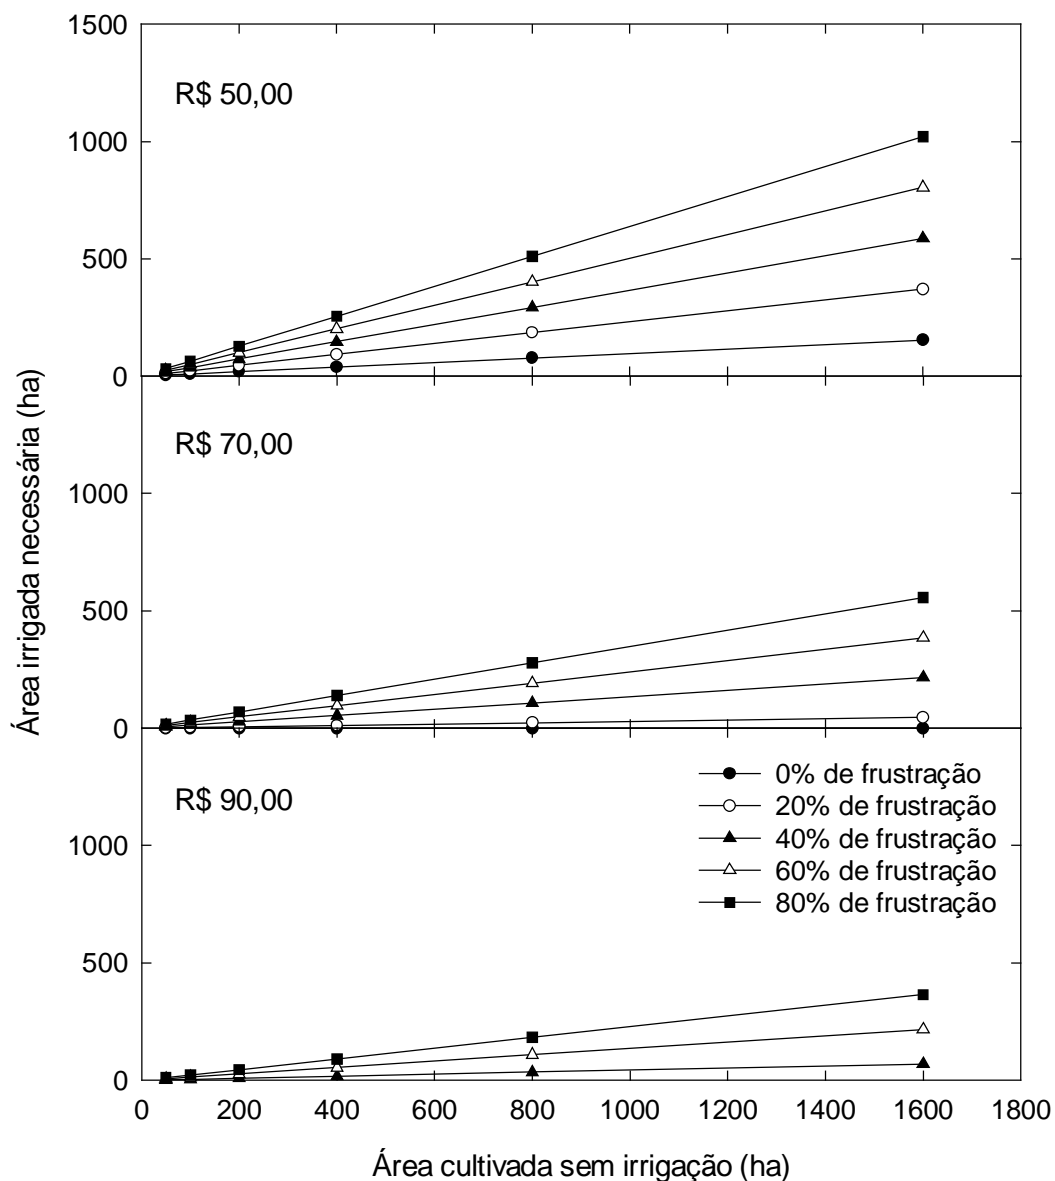 1500
R$ 50,00
1000
500
0
R$ 70,00
1000
500
0
R$ 90,00
1000
500
0
Área irrigada necessária (ha)
0% de frustração
20% de frustração
40% de frustração
60% de frustração
80% de frustração
0 200 400 600 800 1000 1200 1400 1600 1800
Área cultivada sem irrigação (ha)